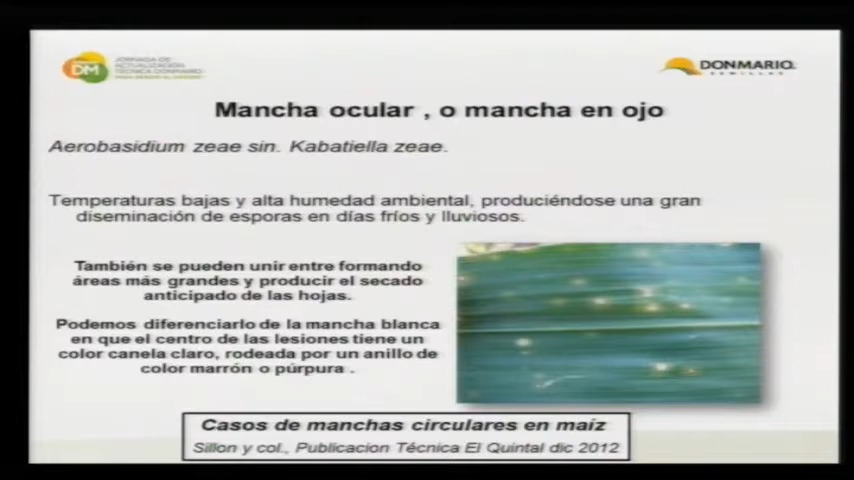 JORNADA DE
ACTUALIZACIÓN
TÉCNICA DONMARIO
DM
DONMARIO
SEMILLAS
Mancha ocular , o mancha en ojo
Aerobasidium zeae sin. Kabatiella zeae.
Temperaturas bajas y alta humedad ambiental, produciéndose una gran
diseminación de esporas en días fríos y lluviosos.
También se pueden unir entre formando
áreas más grandes y producir el secado
anticipado de las hojas.
Podemos diferenciarlo de la mancha blanca
en que el centro de las lesiones tiene un
color canela claro, rodeada por un anillo de
color marrón o púrpura .
Casos de manchas circulares en maíz
Sillon y col., Publicacion Técnica El Quintal dic 2012